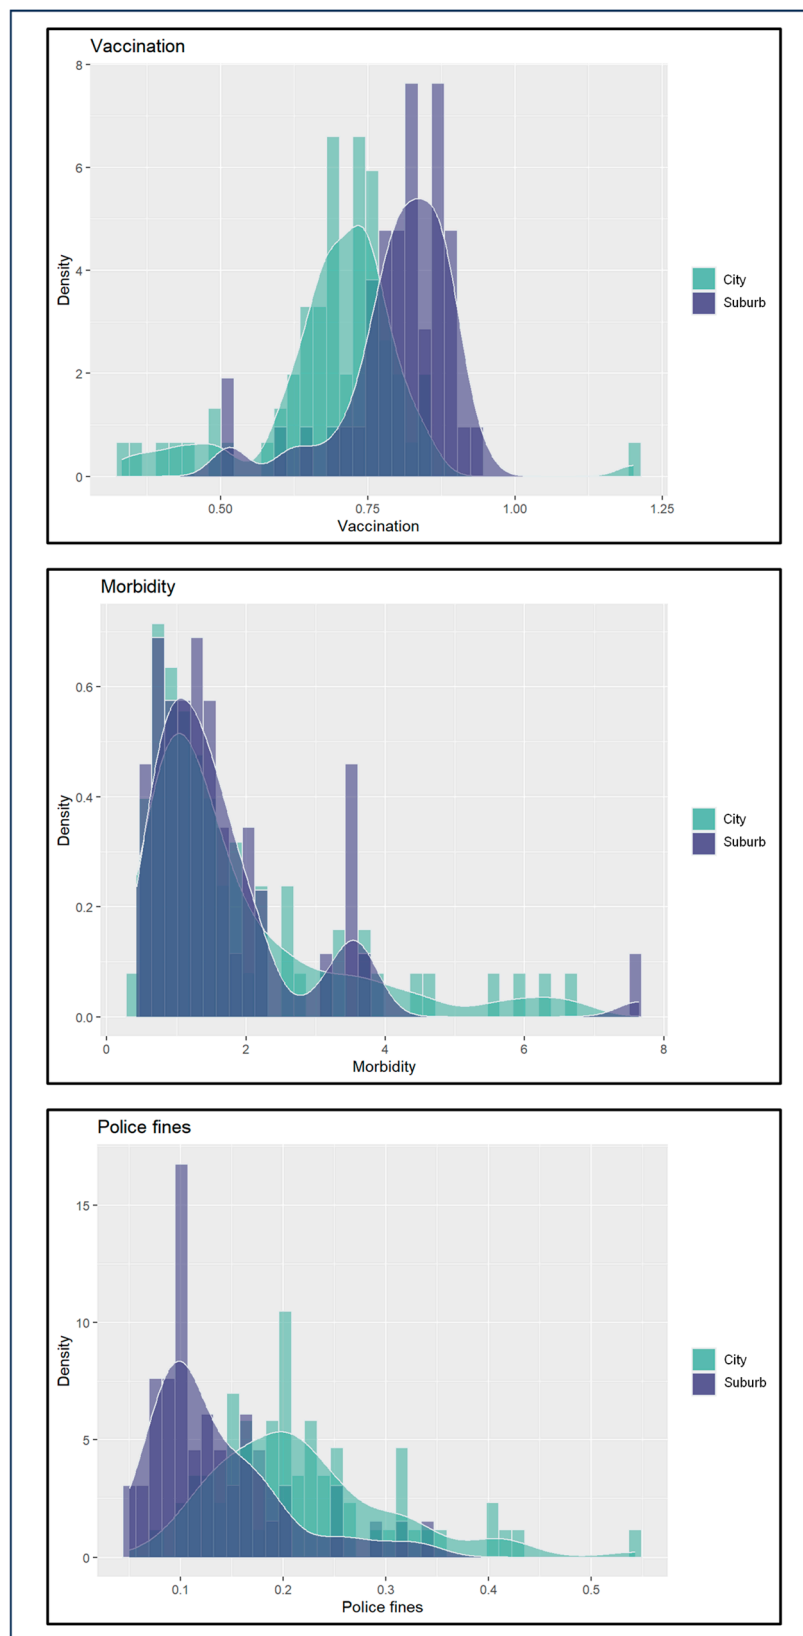 Vaccination
8
6
4
2
0
Density
0.50
0.75
1.00
1.25
Vaccination
City
Suburb
Morbidity
0.6
0.4
0.2
0.0
Density
0
2
4
6
8
Morbidity
City
Suburb
Police fines
15
10
5
0
Density
0.1
0.2
0.3
0.4
0.5
Police fines
City
Suburb